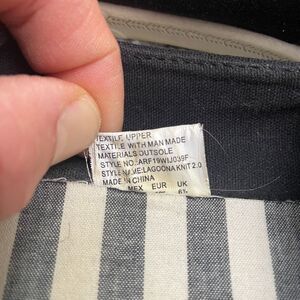 TEXTILE UPPER
TEXTILE WITH MAN MADE
MATERIALS OUTSOLE
STYLE NO.:ARF19WIJ039F
STYLE NAME:LAGOONA KNIT 2.0
MADE IN CHINA
MEX EUR UK